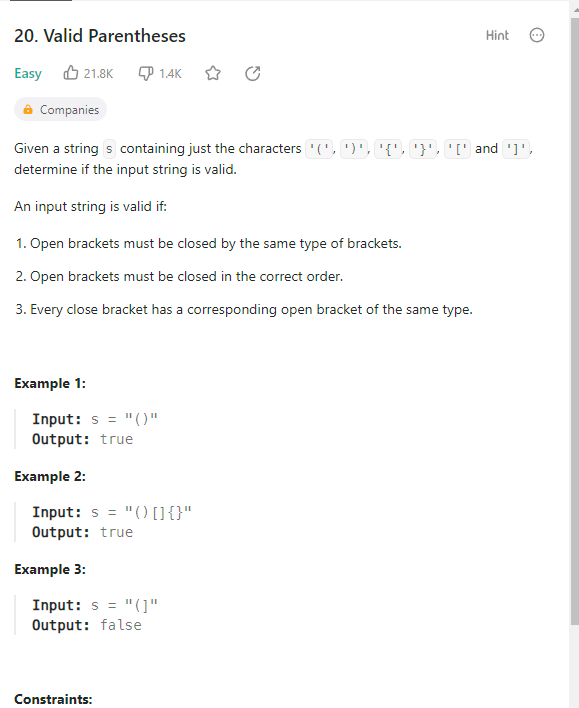 20. Valid Parentheses
Hint
Easy 21.8K 1.4K
Companies
Given a string s containing just the characters '(', ')', '{', '}', '[' and ']',
determine if the input string is valid.
An input string is valid if:
1. Open brackets must be closed by the same type of brackets.
2. Open brackets must be closed in the correct order.
3. Every close bracket has a corresponding open bracket of the same type.
Example 1:
Input: s = "()"
Output: true
Example 2:
Input: s = "()[]{}"
Output: true
Example 3:
Input: s = "(]"
Output: false
Constraints: